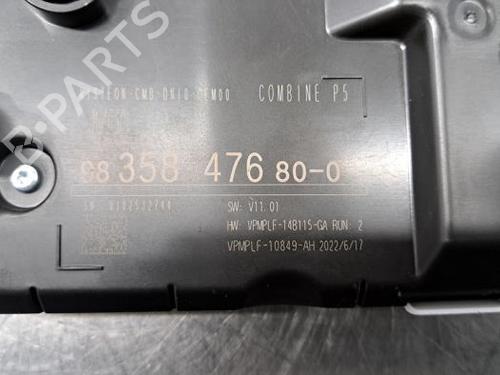 COMBINE P5
98 358 476 80-0
SW: V11.01
HW: VPMPLF-14B115-GA RUN: 2
VPMPLF-10849-AH 2022/6/17
B-PARTS